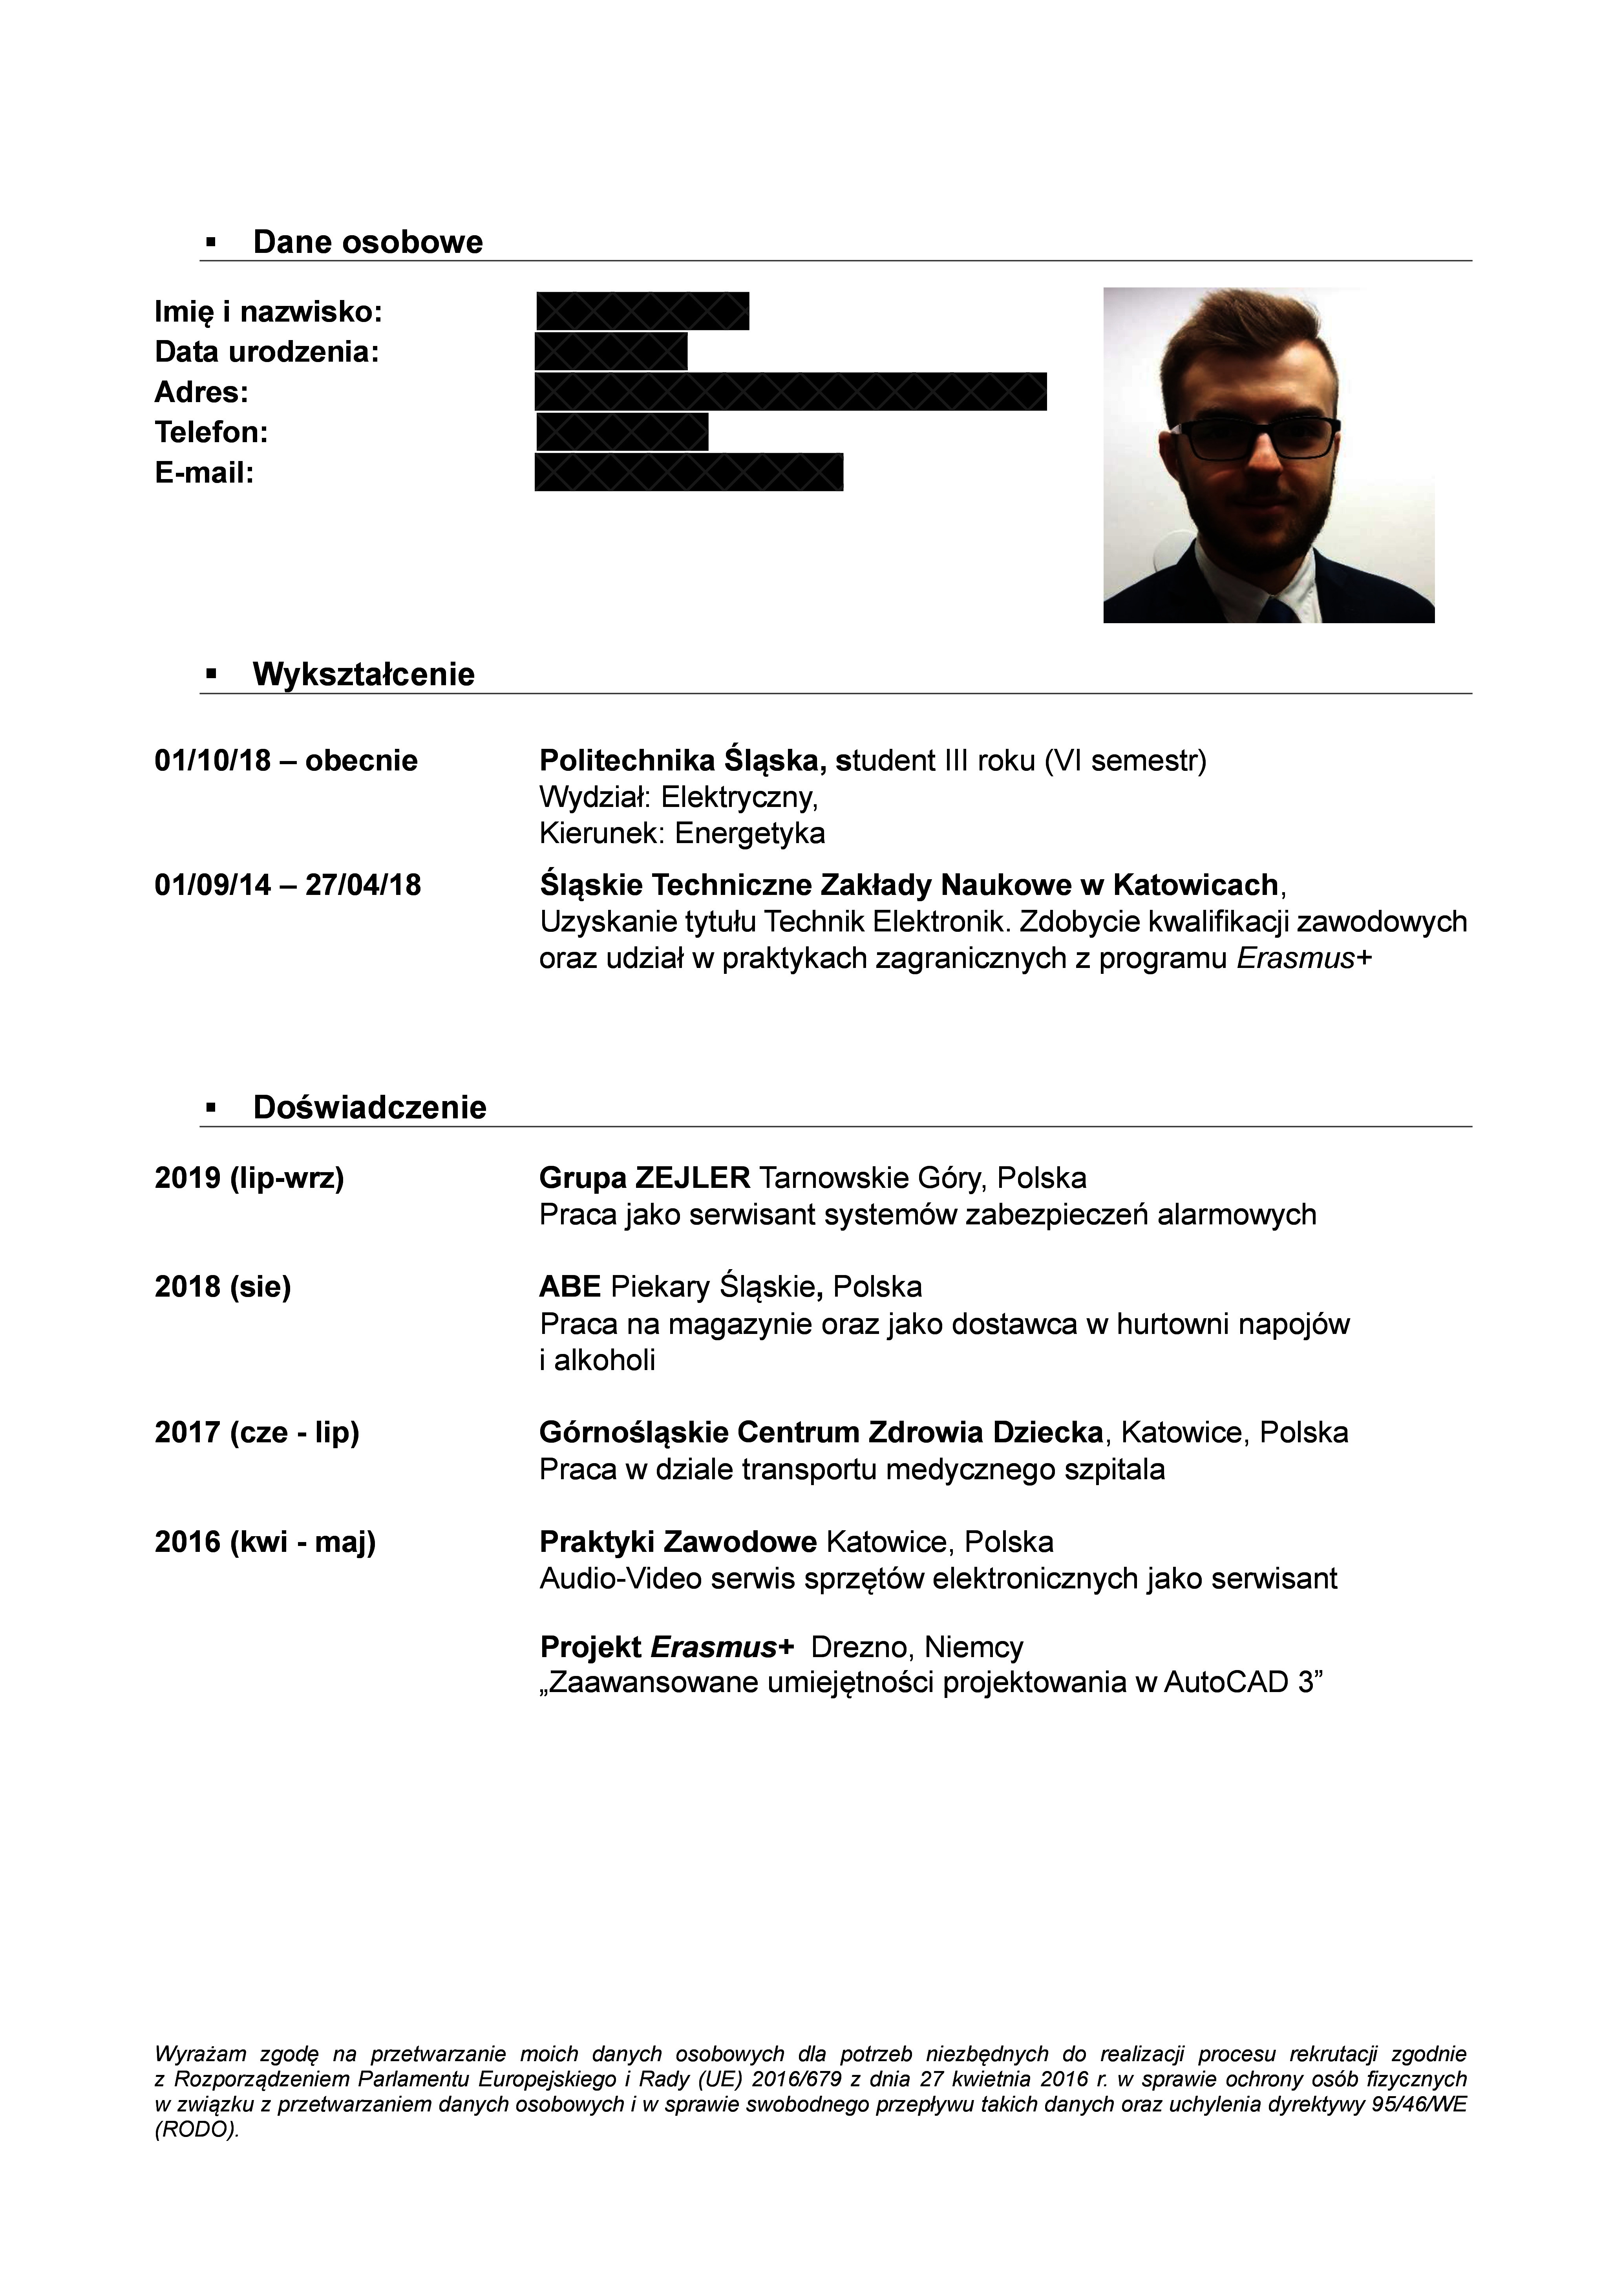 ▪ Dane osobowe
Imię i nazwisko:
Data urodzenia:
Adres:
Telefon:
E-mail:
▪ Wykształcenie
01/10/18 – obecnie Politechnika Śląska, student III roku (VI semestr)
Wydział: Elektryczny,
Kierunek: Energetyka
01/09/14 – 27/04/18 Śląskie Techniczne Zakłady Naukowe w Katowicach,
Uzyskanie tytułu Technik Elektronik. Zdobycie kwalifikacji zawodowych
oraz udział w praktykach zagranicznych z programu Erasmus+
▪ Doświadczenie
2019 (lip-wrz) Grupa ZEJLER Tarnowskie Góry, Polska
Praca jako serwisant systemów zabezpieczeń alarmowych
2018 (sie) ABE Piekary Śląskie, Polska
Praca na magazynie oraz jako dostawca w hurtowni napojów
i alkoholi
2017 (cze - lip) Górnośląskie Centrum Zdrowia Dziecka, Katowice, Polska
Praca w dziale transportu medycznego szpitala
2016 (kwi - maj) Praktyki Zawodowe Katowice, Polska
Audio-Video serwis sprzętów elektronicznych jako serwisant
Projekt Erasmus+ Drezno, Niemcy
„Zaawansowane umiejętności projektowania w AutoCAD 3”
Wyrażam zgodę na przetwarzanie moich danych osobowych dla potrzeb niezbędnych do realizacji procesu rekrutacji zgodnie
z Rozporządzeniem Parlamentu Europejskiego i Rady (UE) 2016/679 z dnia 27 kwietnia 2016 r. w sprawie ochrony osób fizycznych
w związku z przetwarzaniem danych osobowych i w sprawie swobodnego przepływu takich danych oraz uchylenia dyrektywy 95/46/WE
(RODO).